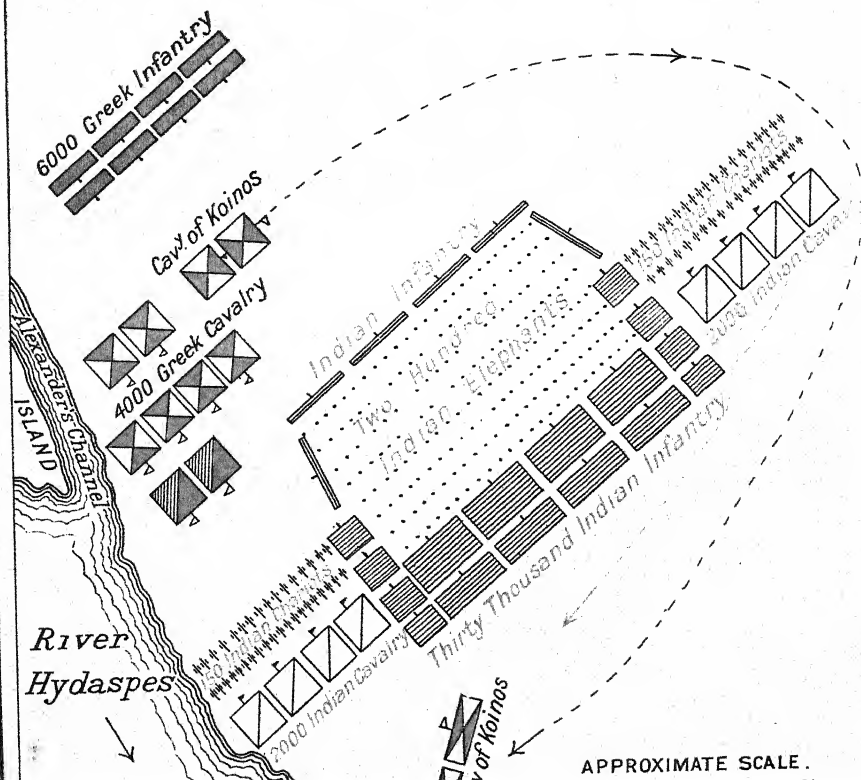 6000 Greek Infantry
Cavy. of Koinos
4000 Greek Cavalry
Alexander's Channel
ISLAND
Indian Infantry
Two Hundred
Indian Elephants
150 Indian Chariots
2000 Indian Cavalry
150 Indian Chariots
2000 Indian Cavalry
Thirty Thousand Indian Infantry
River
Hydaspes
of Koinos
APPROXIMATE SCALE.